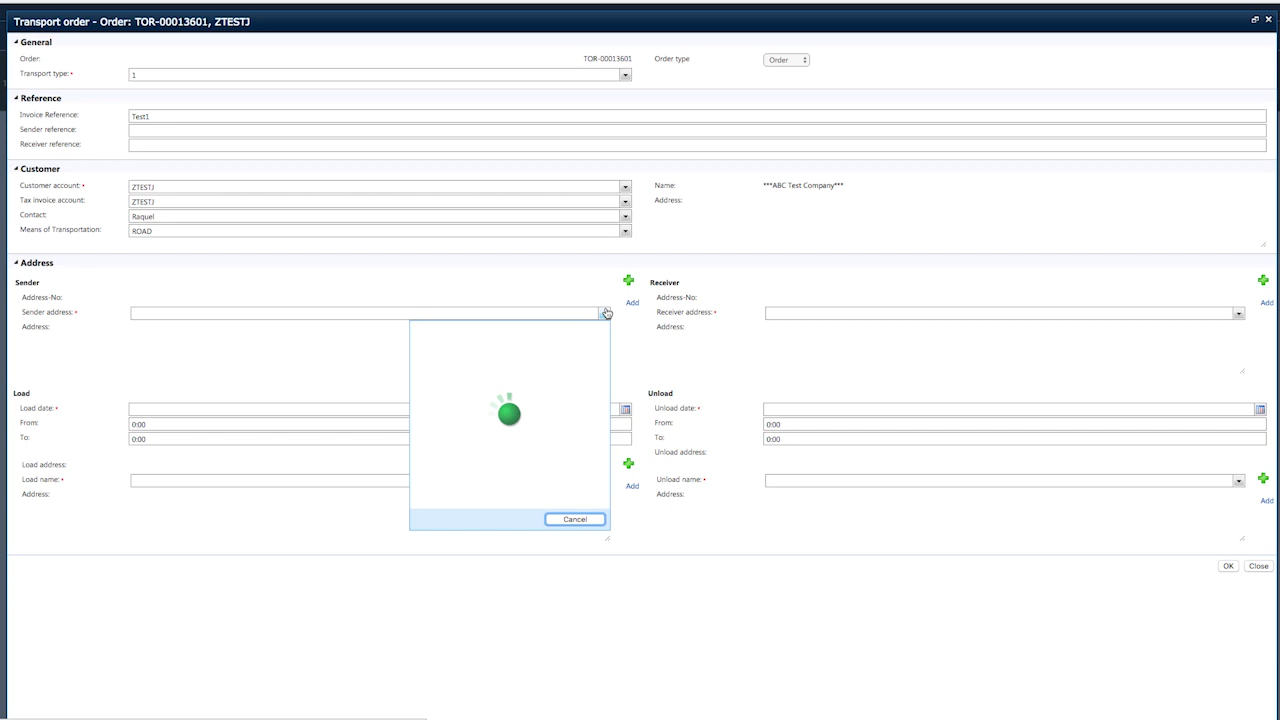 Transport order - Order: TOR-00013601, ZTESTJ
General
Order: TOR-00013601 Order type Order
Transport type:* 1
Reference
Invoice Reference: Test1
Sender reference:
Receiver reference:
Customer
Customer account:* ZTESTJ Name: ***ABC Test Company***
Tax invoice account: ZTESTJ Address:
Contact: Raquel
Means of Transportation: ROAD
Address
Sender Receiver
Address-No: Add Address-No: Add
Sender address:* Receiver address:*
Address: Address:
Load Unload
Load date:* Unload date:*
From: 0:00 From: 0:00
To: 0:00 To: 0:00
Unload address:
Load address:
Load name:* Add Unload name:*
Address: Address: Add
Cancel
OK Close